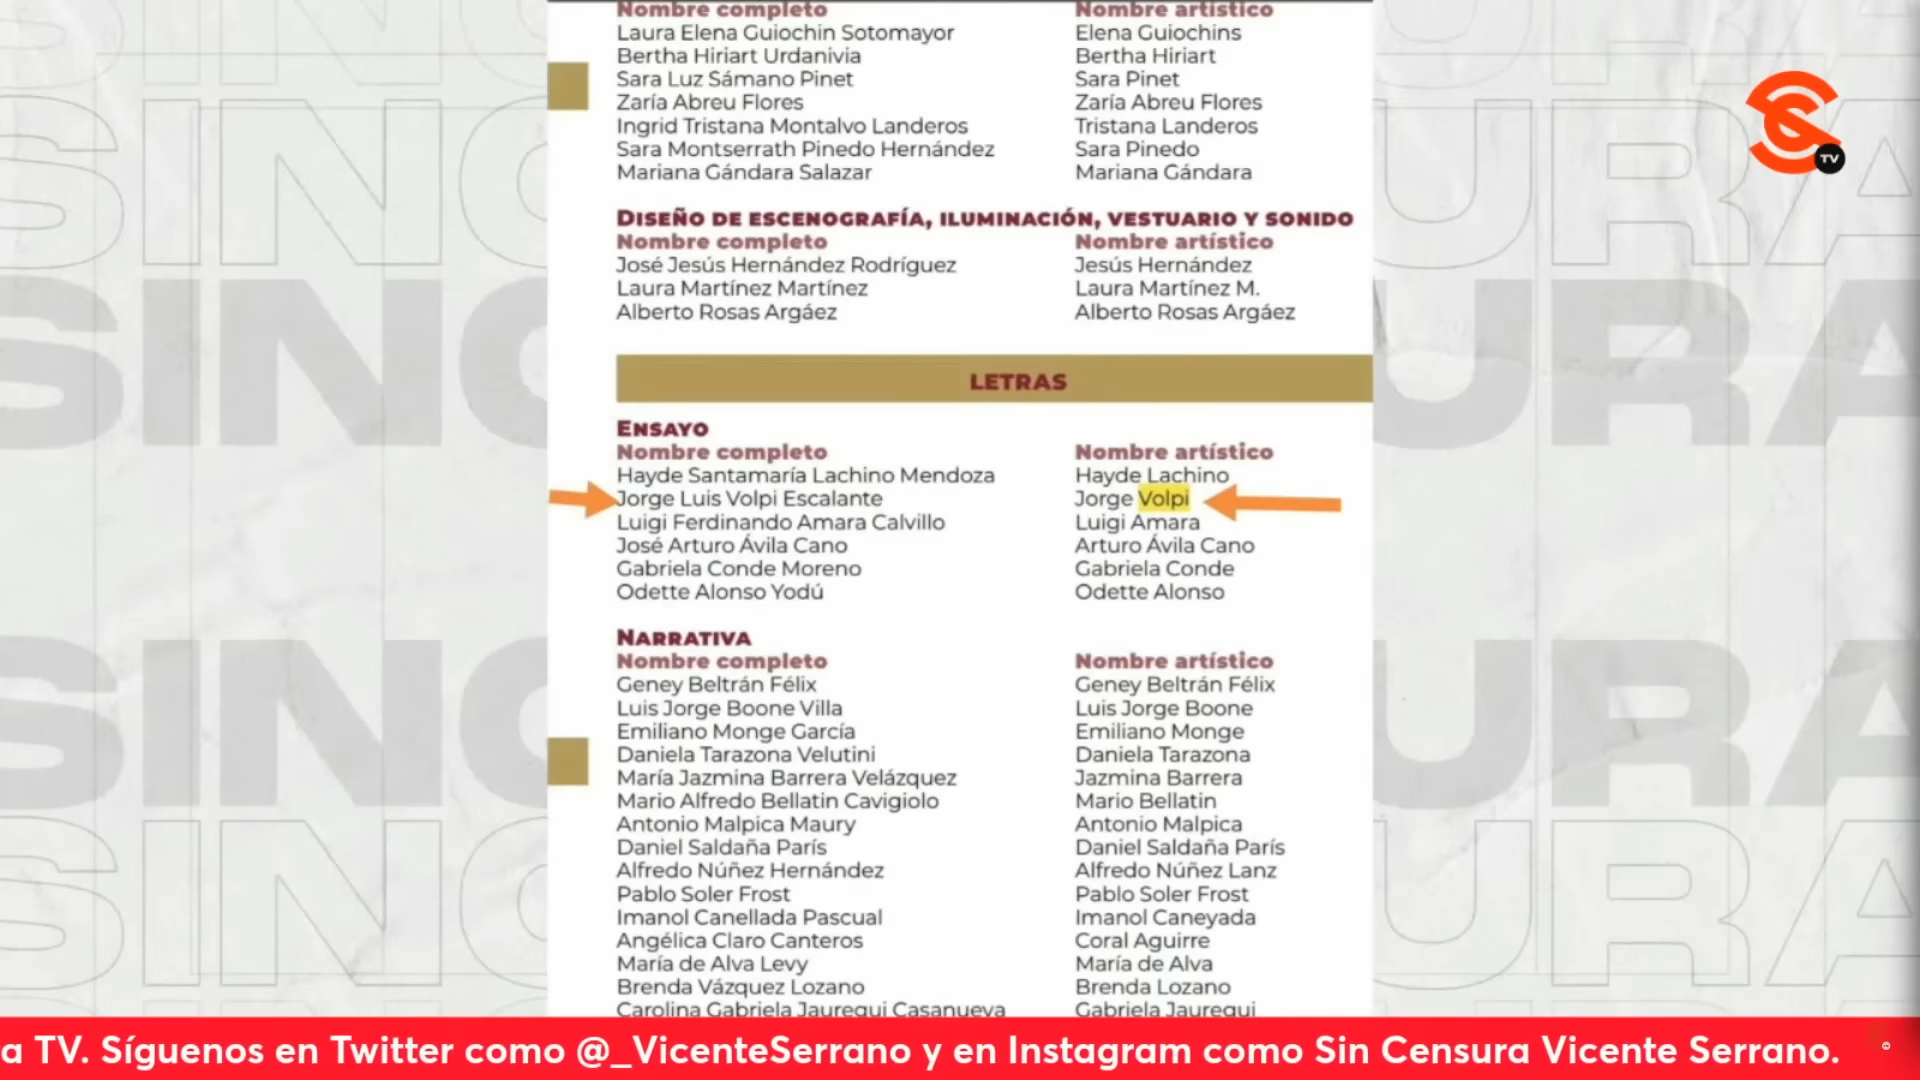 Nombre completo Nombre artístico
Laura Elena Guiochin Sotomayor Elena Guiochins
Bertha Hiriart Urdanivia Bertha Hiriart
Sara Luz Sámano Pinet Sara Pinet
Zaría Abreu Flores Zaría Abreu Flores
Ingrid Tristana Montalvo Landeros Tristana Landeros
Sara Montserrath Pinedo Hernández Sara Pinedo
Mariana Gándara Salazar Mariana Gándara
DISEÑO DE ESCENOGRAFÍA, ILUMINACIÓN, VESTUARIO Y SONIDO
Nombre completo Nombre artístico
José Jesús Hernández Rodríguez Jesús Hernández
Laura Martínez Martínez Laura Martínez M.
Alberto Rosas Argáez Alberto Rosas Argáez
LETRAS
ENSAYO
Nombre completo Nombre artístico
Hayde Santamaría Lachino Mendoza Hayde Lachino
Jorge Luis Volpi Escalante Jorge Volpi
Luigi Ferdinando Amara Calvillo Luigi Amara
José Arturo Ávila Cano Arturo Ávila Cano
Gabriela Conde Moreno Gabriela Conde
Odette Alonso Yodú Odette Alonso
NARRATIVA
Nombre completo Nombre artístico
Geney Beltrán Félix Geney Beltrán Félix
Luis Jorge Boone Villa Luis Jorge Boone
Emiliano Monge García Emiliano Monge
Daniela Tarazona Velutini Daniela Tarazona
María Jazmina Barrera Velázquez Jazmina Barrera
Mario Alfredo Bellatin Cavigiolo Mario Bellatin
Antonio Malpica Maury Antonio Malpica
Daniel Saldaña París Daniel Saldaña París
Alfredo Núñez Hernández Alfredo Núñez Lanz
Pablo Soler Frost Pablo Soler Frost
Imanol Canellada Pascual Imanol Caneyada
Angélica Claro Canteros Coral Aguirre
María de Alva Levy María de Alva
Brenda Vázquez Lozano Brenda Lozano
Carolina Gabriela Jauregui Casanueva Gabriela Jauregui
TV
a TV. Síguenos en Twitter como @_VicenteSerrano y en Instagram como Sin Censura Vicente Serrano.